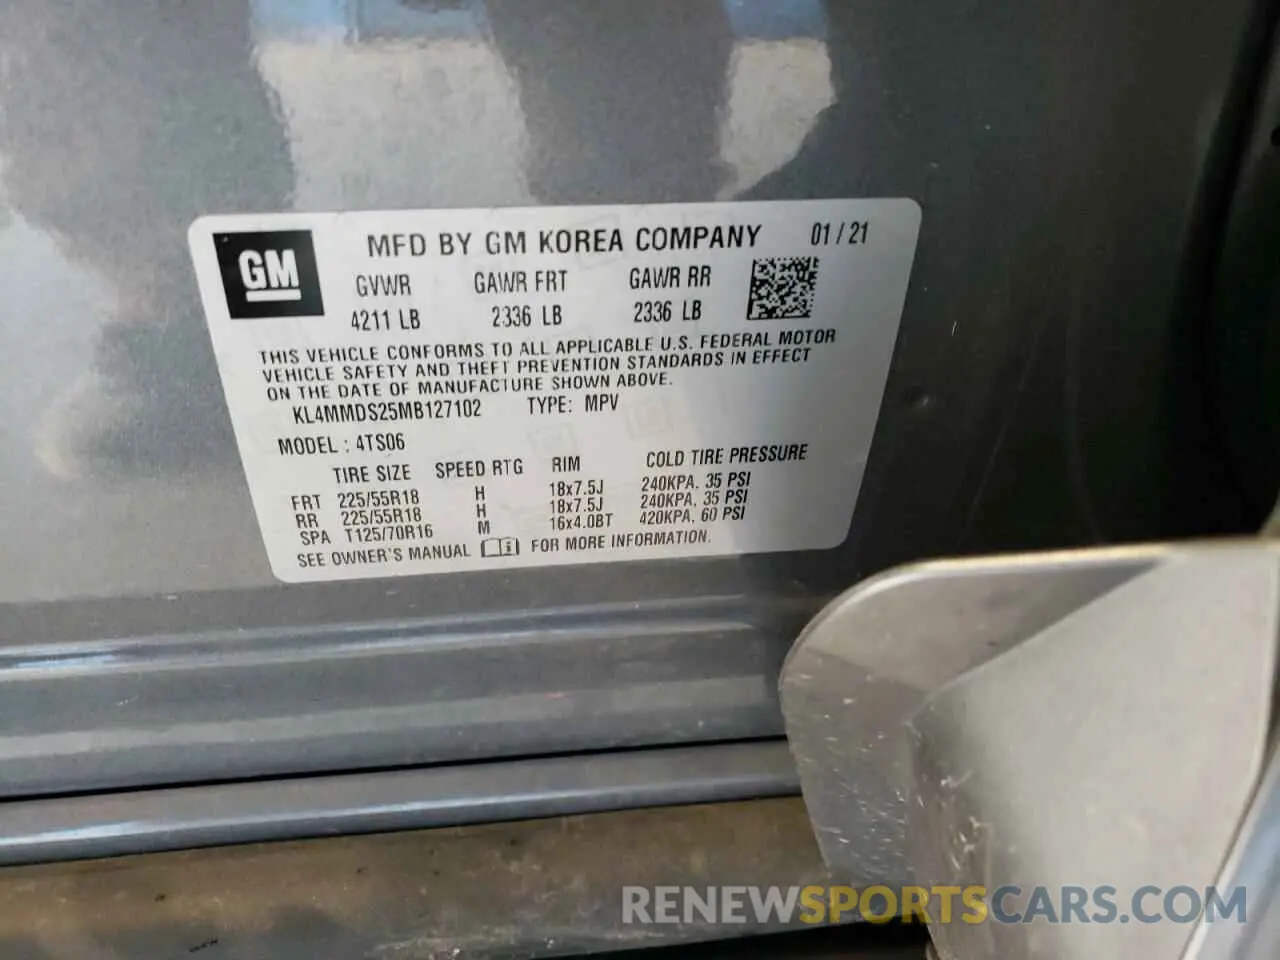 GM
MFD BY GM KOREA COMPANY 01/21
GVWR GAWR FRT GAWR RR
4211 LB 2336 LB 2336 LB
THIS VEHICLE CONFORMS TO ALL APPLICABLE U.S. FEDERAL MOTOR
VEHICLE SAFETY AND THEFT PREVENTION STANDARDS IN EFFECT
ON THE DATE OF MANUFACTURE SHOWN ABOVE.
KL4MMDS25MB127102 TYPE: MPV
MODEL : 4TS06
TIRE SIZE SPEED RTG RIM COLD TIRE PRESSURE
FRT 225/55R18 H 18x7.5J 240KPA. 35 PSI
RR 225/55R18 H 18x7.5J 240KPA. 35 PSI
SPA T125/70R16 M 16x4.0BT 420KPA. 60 PSI
SEE OWNER'S MANUAL FOR MORE INFORMATION.
RENEWSPORTSCARS.COM